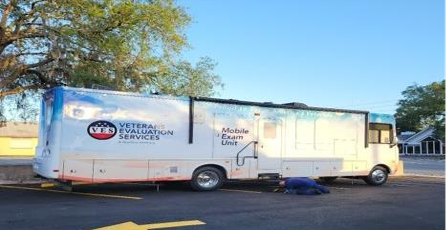 VES
VETERANS
EVALUATION
SERVICES
Mobile
Exam
Unit